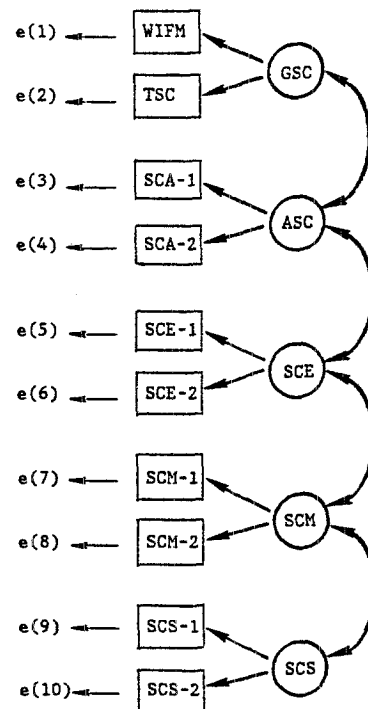 e(1) WIFM
GSC
e(2) TSC
e(3) SCA-1
ASC
e(4) SCA-2
e(5) SCE-1
SCE
e(6) SCE-2
e(7) SCM-1
SCM
e(8) SCM-2
e(9) SCS-1
SCS
e(10) SCS-2